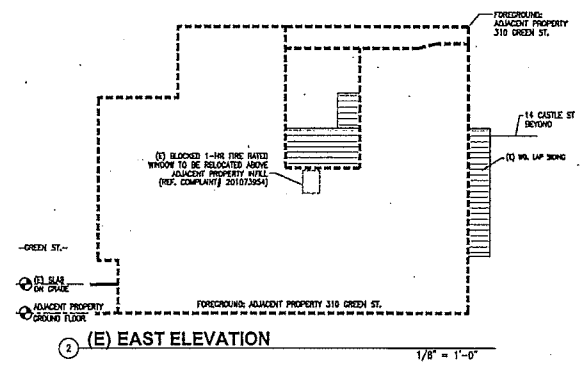 FOREGROUND:
ADJACENT PROPERTY
310 GREEN ST.
14 CASTLE ST
BEYOND
(E) WD. LAP SIDING
(E) BLOCKED 1-HR FIRE RATED
WINDOW TO BE RELOCATED ABOVE
ADJACENT PROPERTY INFILL
(REF. COMPLAINT# 201073954)
--GREEN ST.--
(E) SLAB
ON GRADE
ADJACENT PROPERTY
GROUND FLOOR
FOREGROUND: ADJACENT PROPERTY 310 GREEN ST.
2 (E) EAST ELEVATION
1/8" = 1'-0"